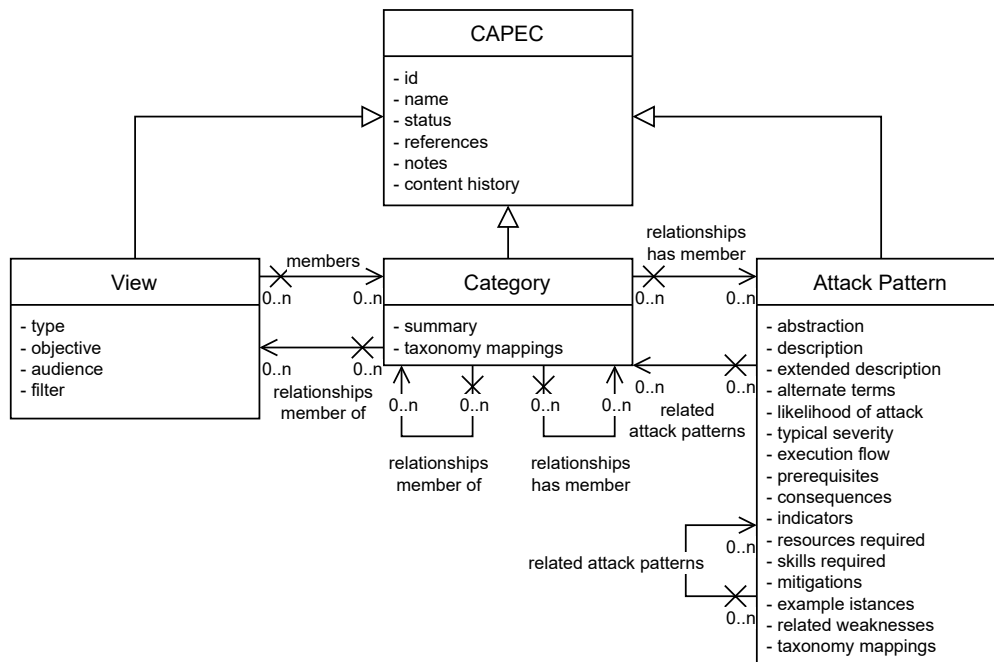 CAPEC
- id
- name
- status
- references
- notes
- content history
View
- type
- objective
- audience
- filter
members
0..n
0..n
0..n
0..n
relationships
member of
Category
- summary
- taxonomy mappings
0..n
0..n
0..n
0..n
relationships
member of
relationships
has member
relationships
has member
0..n
0..n
0..n
0..n
related
attack patterns
Attack Pattern
- abstraction
- description
- extended description
- alternate terms
- likelihood of attack
- typical severity
- execution flow
- prerequisites
- consequences
- indicators
- resources required
- skills required
- mitigations
- example istances
- related weaknesses
- taxonomy mappings
related attack patterns
0..n
0..n